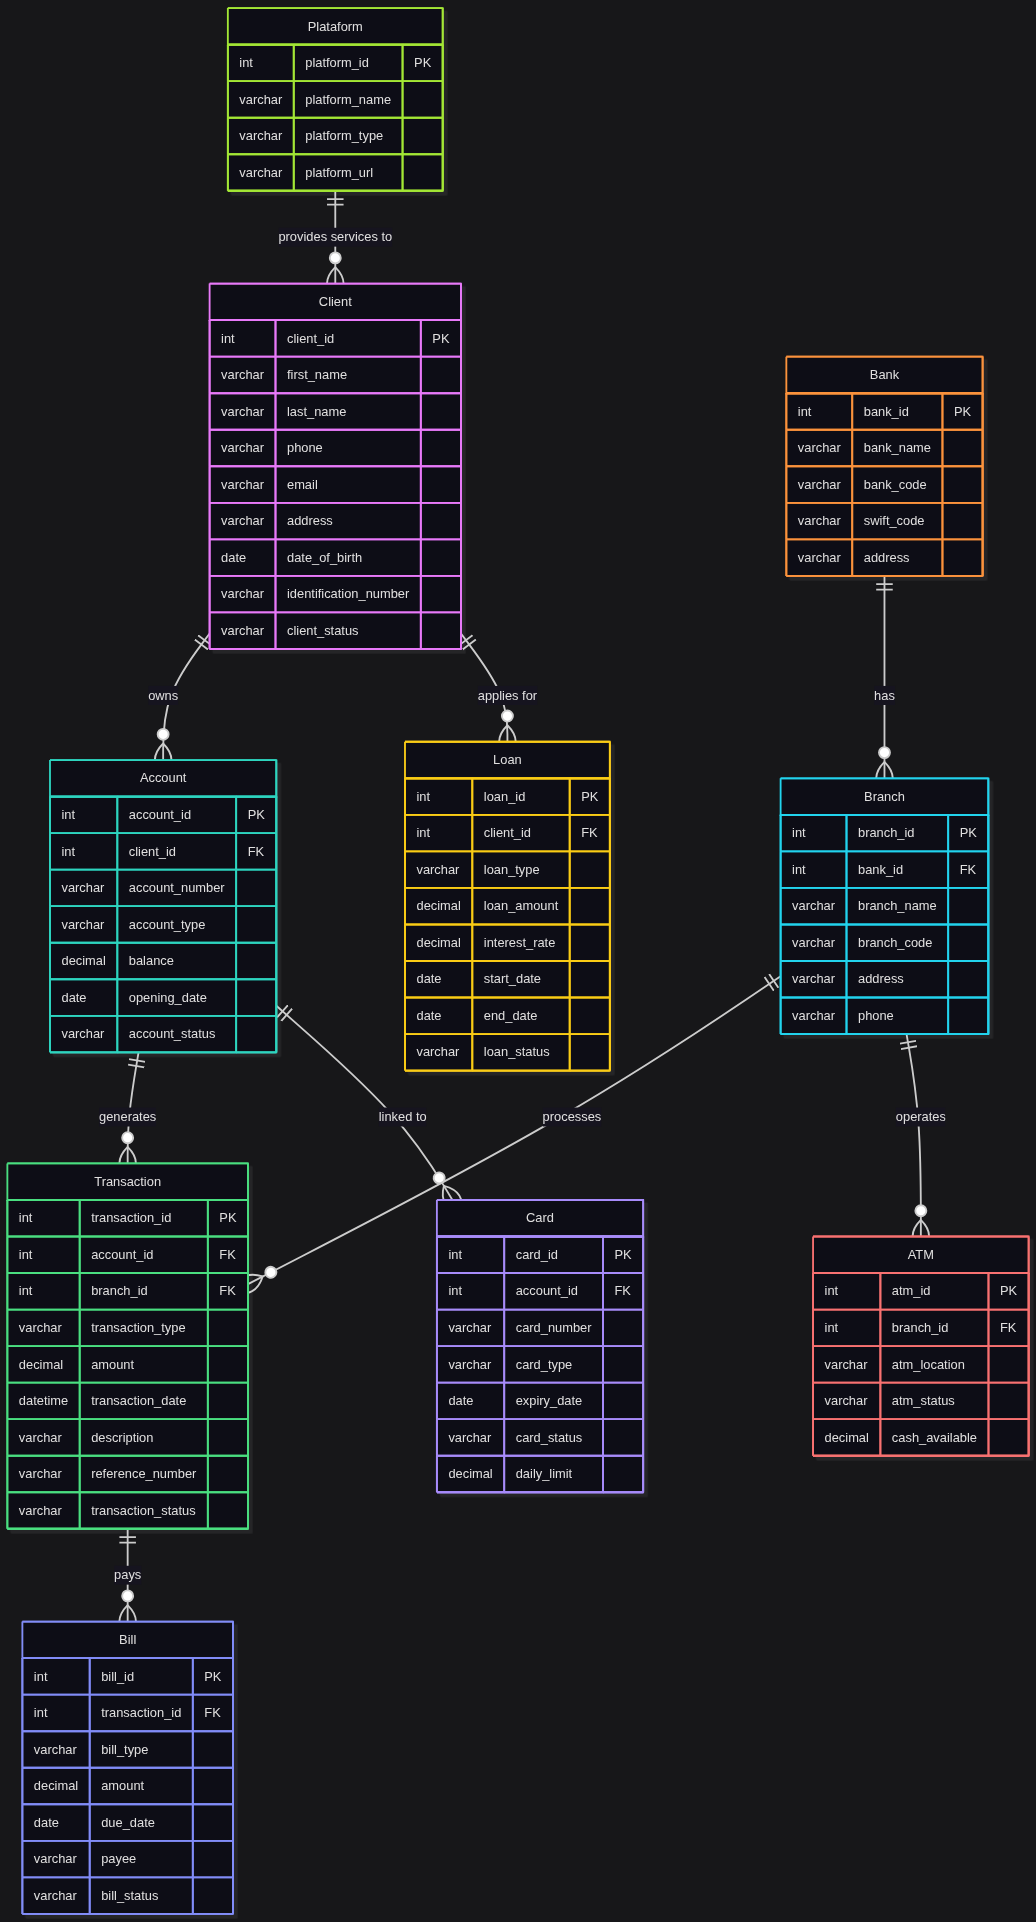 Plataform
int platform_id PK
varchar platform_name
varchar platform_type
varchar platform_url
provides services to
Client
int client_id PK
varchar first_name
varchar last_name
varchar phone
varchar email
varchar address
date date_of_birth
varchar identification_number
varchar client_status
Bank
int bank_id PK
varchar bank_name
varchar bank_code
varchar swift_code
varchar address
owns
applies for
has
Account
int account_id PK
int client_id FK
varchar account_number
varchar account_type
decimal balance
date opening_date
varchar account_status
Loan
int loan_id PK
int client_id FK
varchar loan_type
decimal loan_amount
decimal interest_rate
date start_date
date end_date
varchar loan_status
Branch
int branch_id PK
int bank_id FK
varchar branch_name
varchar branch_code
varchar address
varchar phone
generates
linked to
processes
operates
Transaction
int transaction_id PK
int account_id FK
int branch_id FK
varchar transaction_type
decimal amount
datetime transaction_date
varchar description
varchar reference_number
varchar transaction_status
Card
int card_id PK
int account_id FK
varchar card_number
varchar card_type
date expiry_date
varchar card_status
decimal daily_limit
ATM
int atm_id PK
int branch_id FK
varchar atm_location
varchar atm_status
decimal cash_available
pays
Bill
int bill_id PK
int transaction_id FK
varchar bill_type
decimal amount
date due_date
varchar payee
varchar bill_status